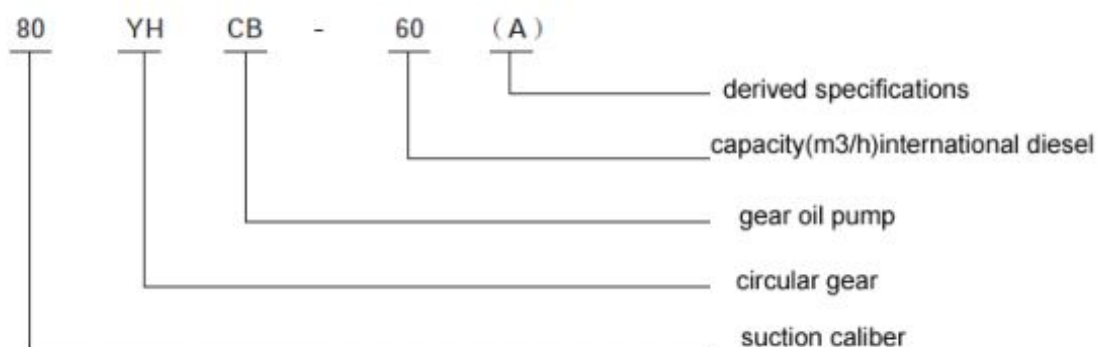 80 YH CB - 60 (A)
derived specifications
capacity(m3/h)international diesel
gear oil pump
circular gear
suction caliber